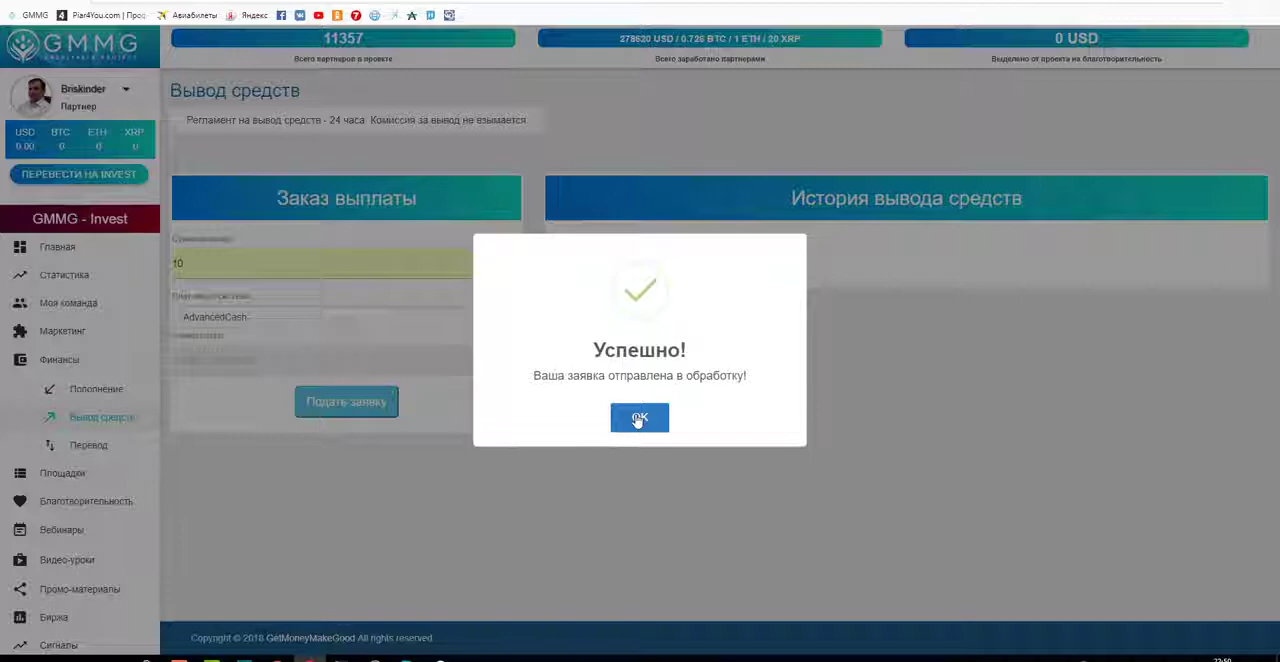 GMMG
Piar4You.com | Про
Авиабилеты
Яндекс
GMMG
11357
278620 USD / 0.728 BTC / 1 ETH / 20 XRP
0 USD
Всего партнеров в проекте
Всего заработано партнерами
Выделено от проекта на благотворительность
Briskinder
Партнер
USD BTC ETH XRP
0.00 0 0 0
ПЕРЕВЕСТИ НА INVEST
GMMG - Invest
Главная
Статистика
Моя команда
Маркетинг
Финансы
Пополнение
Вывод средств
Перевод
Площадки
Благотворительность
Вебинары
Видео-уроки
Промо-материалы
Биржа
Сигналы
Вывод средств
Регламент на вывод средств - 24 часа. Комиссия за вывод не взымается.
Заказ выплаты
История вывода средств
10
AdvancedCash
Подать заявку
Успешно!
Ваша заявка отправлена в обработку!
OK
Copyright © 2018 GetMoneyMakeGood All rights reserved.